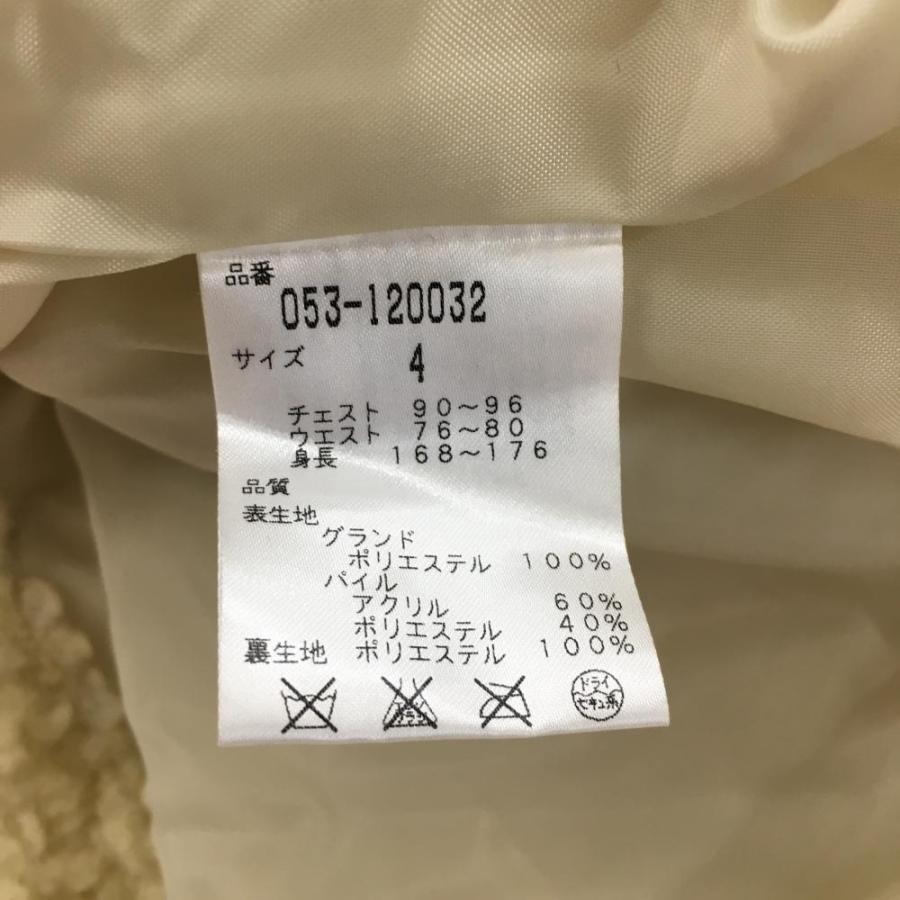 品番
053-120032
サイズ 4
チェスト 90～96
ウエスト 76～80
身長 168～176
品質
表生地
グランド
ポリエステル 100%
パイル
アクリル 60%
ポリエステル 40%
裏生地 ポリエステル 100%
ドライ
セキユ系